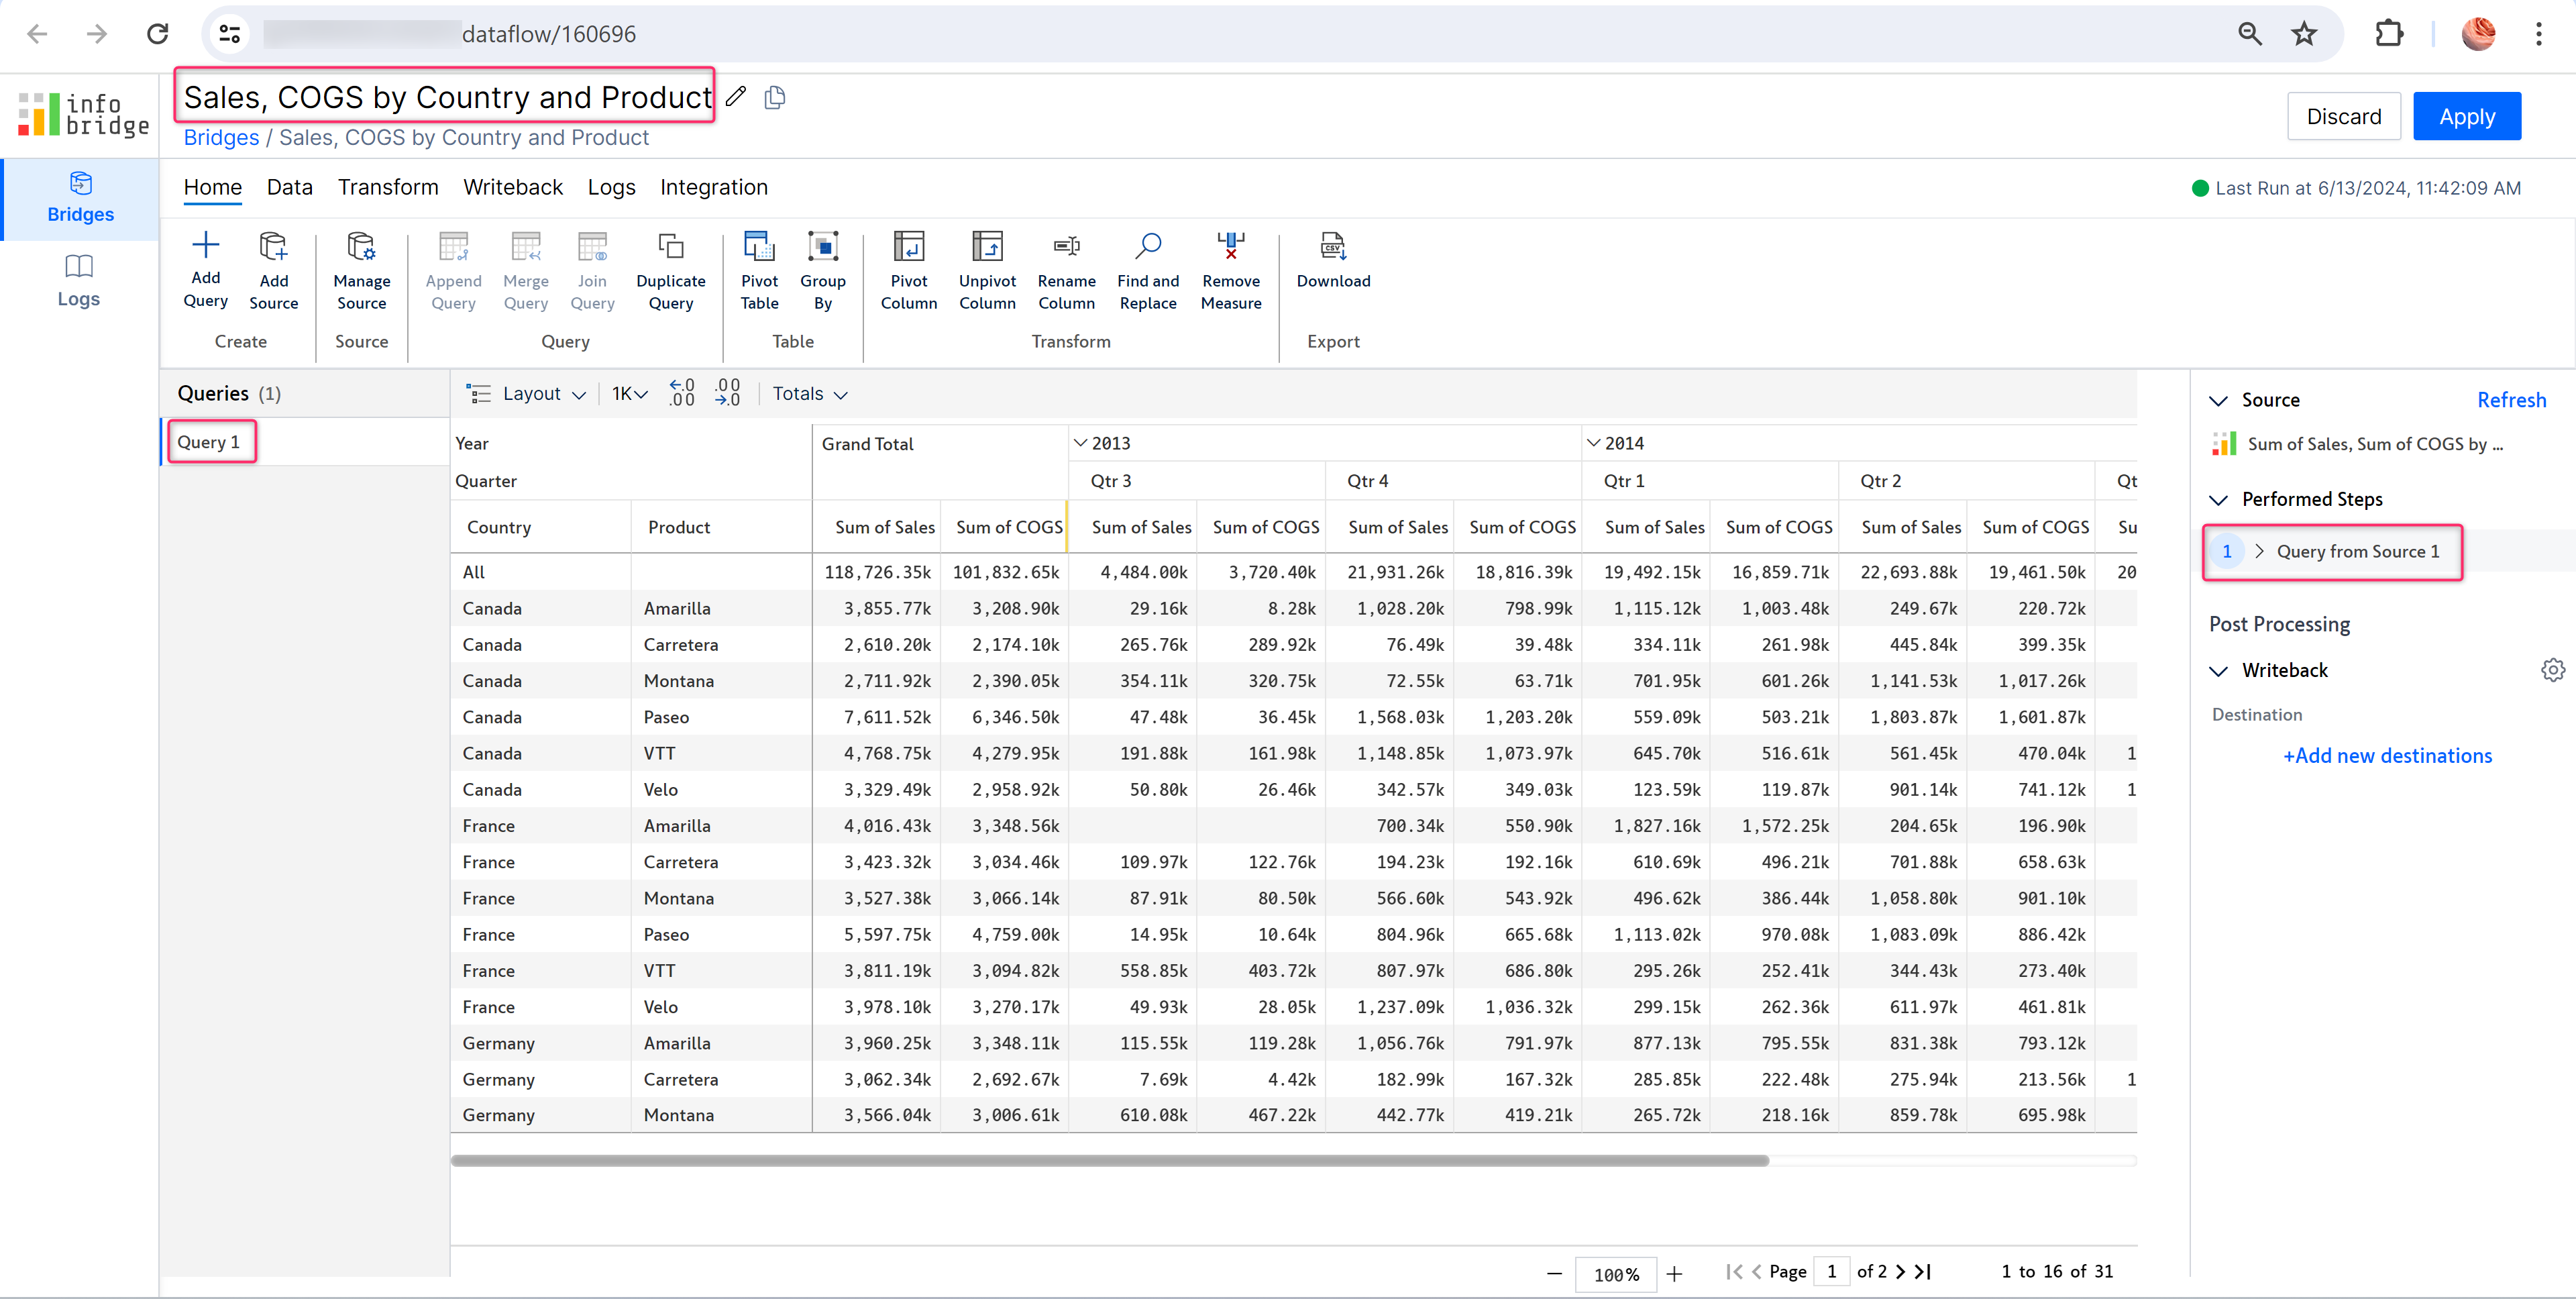 dataflow/160696
info
bridge
Sales, COGS by Country and Product
Bridges / Sales, COGS by Country and Product
Discard
Apply
Bridges
Logs
Home Data Transform Writeback Logs Integration
Last Run at 6/13/2024, 11:42:09 AM
Add Query
Add Source
Create
Manage Source
Source
Append Query
Merge Query
Join Query
Duplicate Query
Query
Pivot Table
Group By
Table
Pivot Column
Unpivot Column
Rename Column
Find and Replace
Remove Measure
Transform
CSV
Download
Export
Queries (1)
Query 1
Layout 1K .0 .00 .00 .0 Totals
Year Grand Total 2013 2014
Quarter Qtr 3 Qtr 4 Qtr 1 Qtr 2 Qt
Country Product Sum of Sales Sum of COGS Sum of Sales Sum of COGS Sum of Sales Sum of COGS Sum of Sales Sum of COGS Sum of Sales Sum of COGS Su
All 118,726.35k 101,832.65k 4,484.00k 3,720.40k 21,931.26k 18,816.39k 19,492.15k 16,859.71k 22,693.88k 19,461.50k 20
Canada Amarilla 3,855.77k 3,208.90k 29.16k 8.28k 1,028.20k 798.99k 1,115.12k 1,003.48k 249.67k 220.72k
Canada Carretera 2,610.20k 2,174.10k 265.76k 289.92k 76.49k 39.48k 334.11k 261.98k 445.84k 399.35k
Canada Montana 2,711.92k 2,390.05k 354.11k 320.75k 72.55k 63.71k 701.95k 601.26k 1,141.53k 1,017.26k
Canada Paseo 7,611.52k 6,346.50k 47.48k 36.45k 1,568.03k 1,203.20k 559.09k 503.21k 1,803.87k 1,601.87k
Canada VTT 4,768.75k 4,279.95k 191.88k 161.98k 1,148.85k 1,073.97k 645.70k 516.61k 561.45k 470.04k 1
Canada Velo 3,329.49k 2,958.92k 50.80k 26.46k 342.57k 349.03k 123.59k 119.87k 901.14k 741.12k 1
France Amarilla 4,016.43k 3,348.56k 700.34k 550.90k 1,827.16k 1,572.25k 204.65k 196.90k
France Carretera 3,423.32k 3,034.46k 109.97k 122.76k 194.23k 192.16k 610.69k 496.21k 701.88k 658.63k
France Montana 3,527.38k 3,066.14k 87.91k 80.50k 566.60k 543.92k 496.62k 386.44k 1,058.80k 901.10k
France Paseo 5,597.75k 4,759.00k 14.95k 10.64k 804.96k 665.68k 1,113.02k 970.08k 1,083.09k 886.42k
France VTT 3,811.19k 3,094.82k 558.85k 403.72k 807.97k 686.80k 295.26k 252.41k 344.43k 273.40k
France Velo 3,978.10k 3,270.17k 49.93k 28.05k 1,237.09k 1,036.32k 299.15k 262.36k 611.97k 461.81k
Germany Amarilla 3,960.25k 3,348.11k 115.55k 119.28k 1,056.76k 791.97k 877.13k 795.55k 831.38k 793.12k
Germany Carretera 3,062.34k 2,692.67k 7.69k 4.42k 182.99k 167.32k 285.85k 222.48k 275.94k 213.56k 1
Germany Montana 3,566.04k 3,006.61k 610.08k 467.22k 442.77k 419.21k 265.72k 218.16k 859.78k 695.98k
100%
Page 1 of 2
1 to 16 of 31
Source Refresh
Sum of Sales, Sum of COGS by ...
Performed Steps
1 Query from Source 1
Post Processing
Writeback
Destination
+Add new destinations